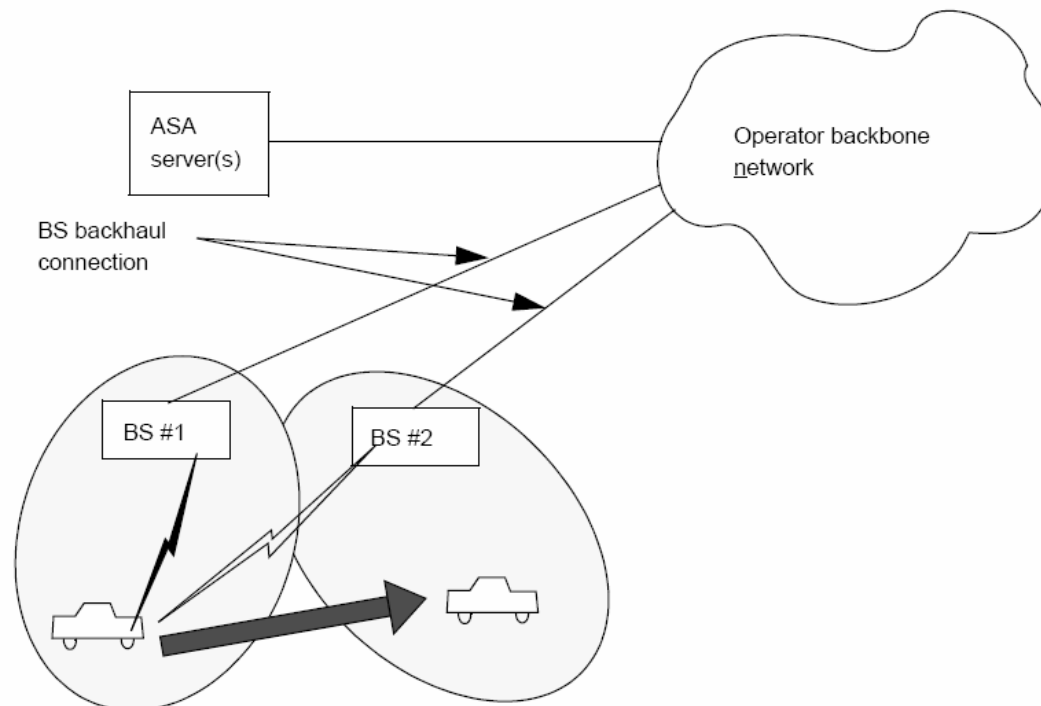 ASA
server(s)
Operator backbone
network
BS backhaul
connection
BS #1
BS #2